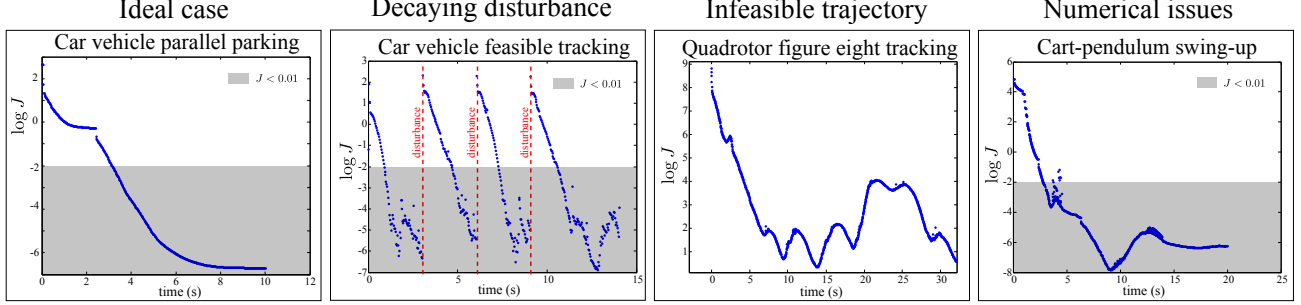 Ideal case
Car vehicle parallel parking
log J
2
0
-2
-4
-6
J < 0.01
0 2 4 6 8 10 12
time (s)
Decaying disturbance
Car vehicle feasible tracking
log J
3
2
1
0
-1
-2
-3
-4
-5
-6
-7
J < 0.01
disturbance
disturbance
disturbance
0 5 10 15
time (s)
Infeasible trajectory
Quadrotor figure eight tracking
log J
9
8
7
6
5
4
3
2
1
0 5 10 15 20 25 30
time (s)
Numerical issues
Cart-pendulum swing-up
log J
6
4
2
0
-2
-4
-6
8
J < 0.01
0 5 10 15 20 25
time (s)